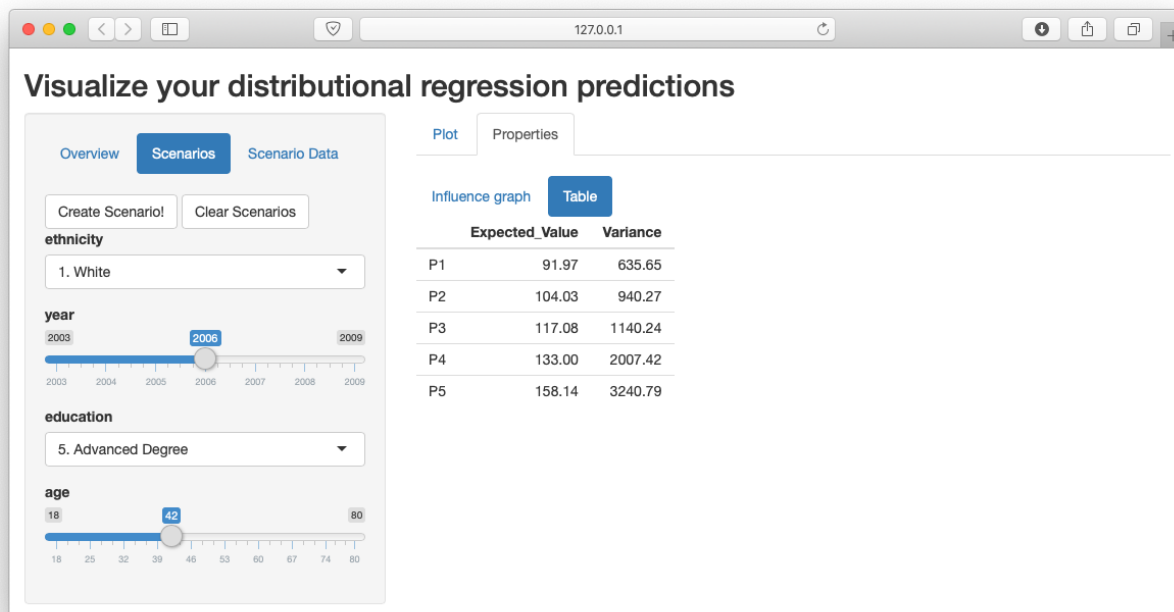 127.0.0.1
Visualize your distributional regression predictions
Overview Scenarios Scenario Data
Create Scenario! Clear Scenarios
ethnicity
1. White
year
2003 2006 2009
2003 2004 2005 2006 2007 2008 2009
education
5. Advanced Degree
age
18 42 80
18 25 32 39 46 53 60 67 74 80
Plot Properties
Influence graph Table
Expected_Value Variance
P1 91.97 635.65
P2 104.03 940.27
P3 117.08 1140.24
P4 133.00 2007.42
P5 158.14 3240.79